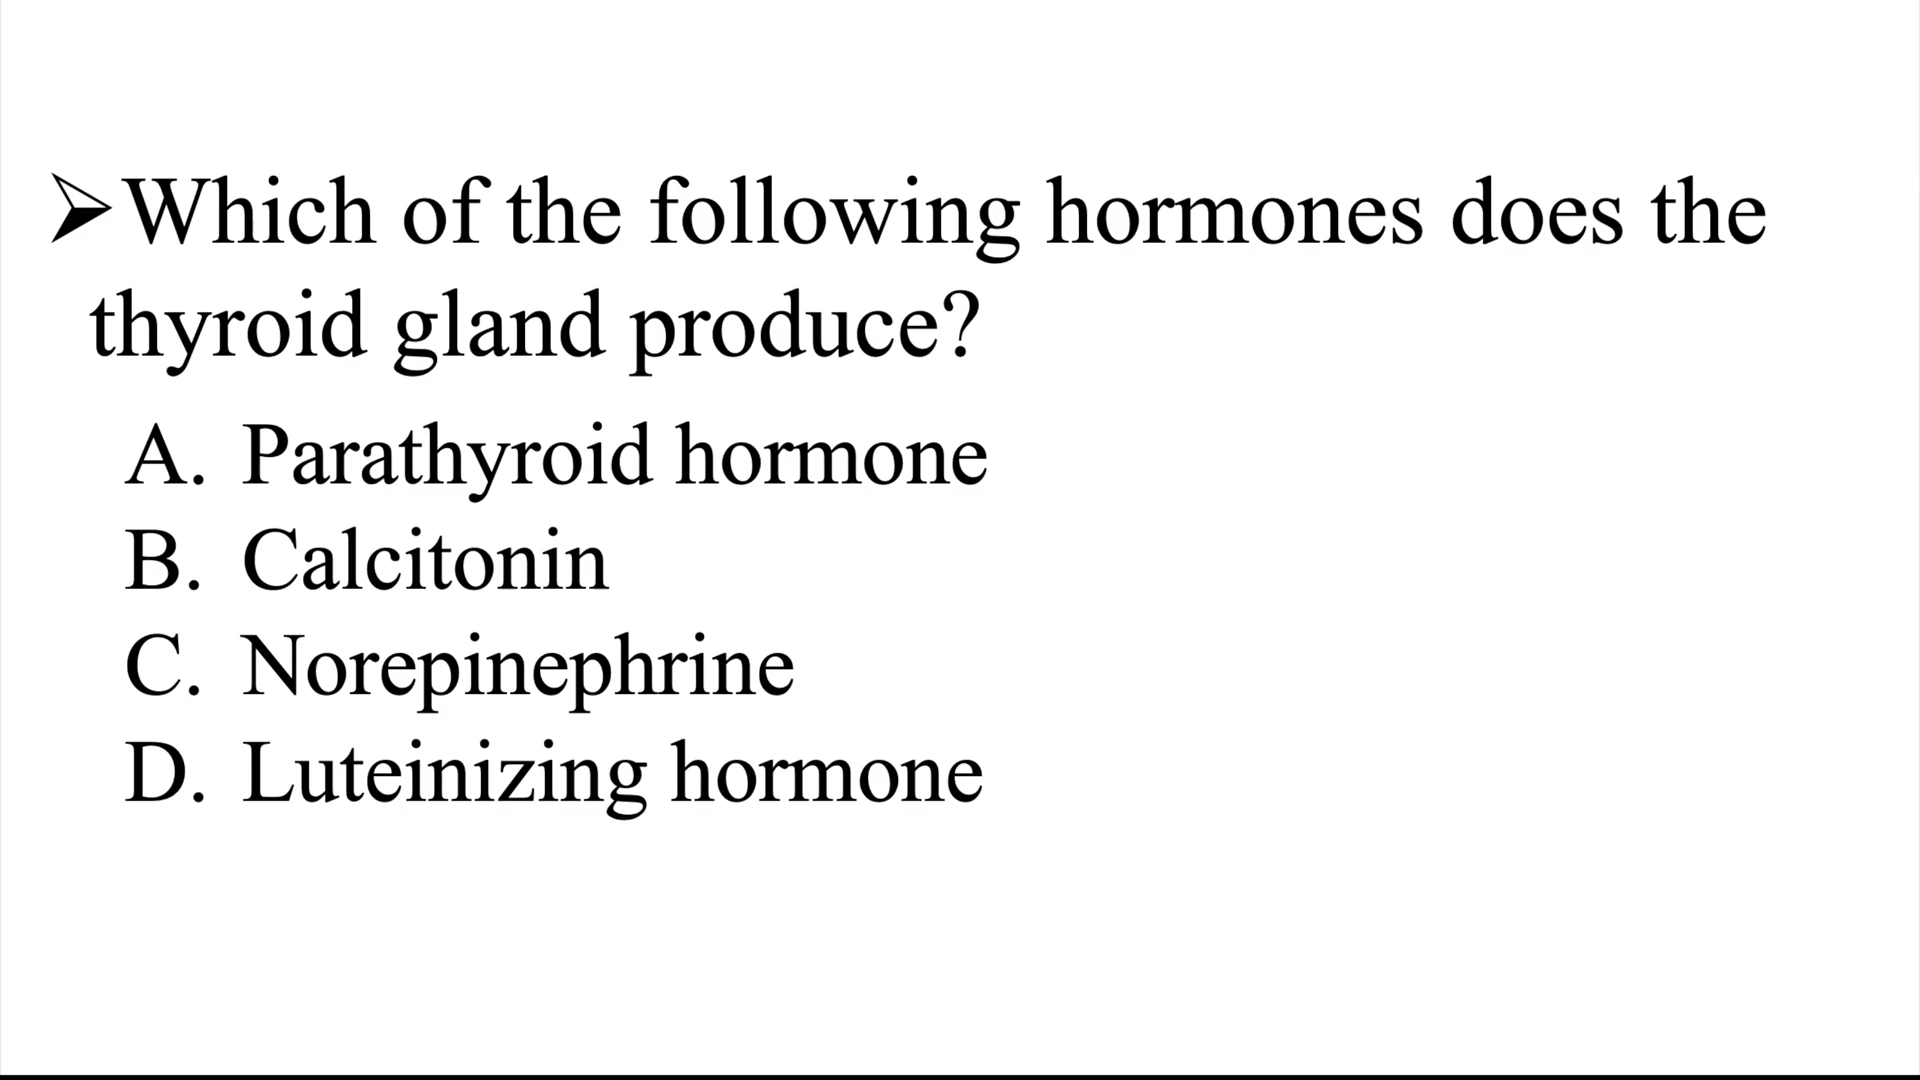 ➢Which of the following hormones does the
thyroid gland produce?
A. Parathyroid hormone
B. Calcitonin
C. Norepinephrine
D. Luteinizing hormone